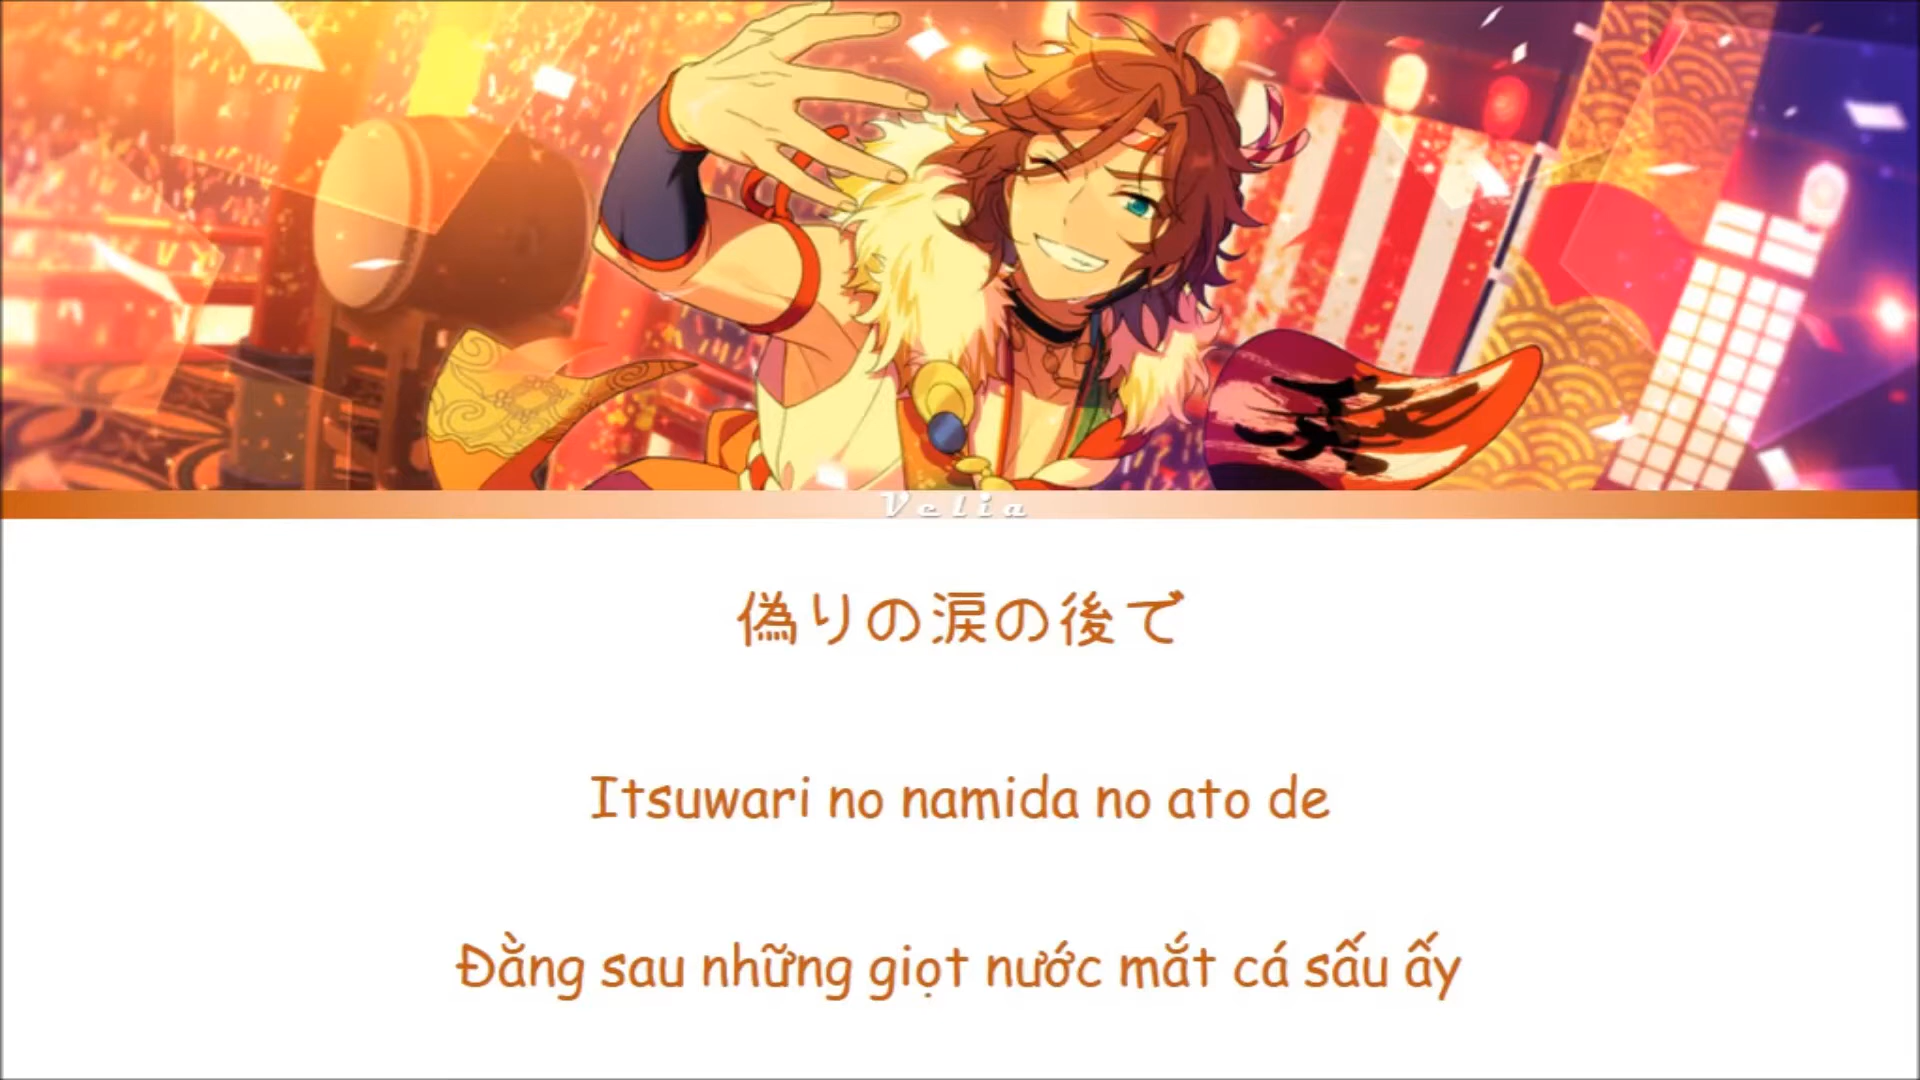 Velia
偽りの涙の後で
Itsuwari no namida no ato de
Đằng sau những giọt nước mắt cá sấu ấy